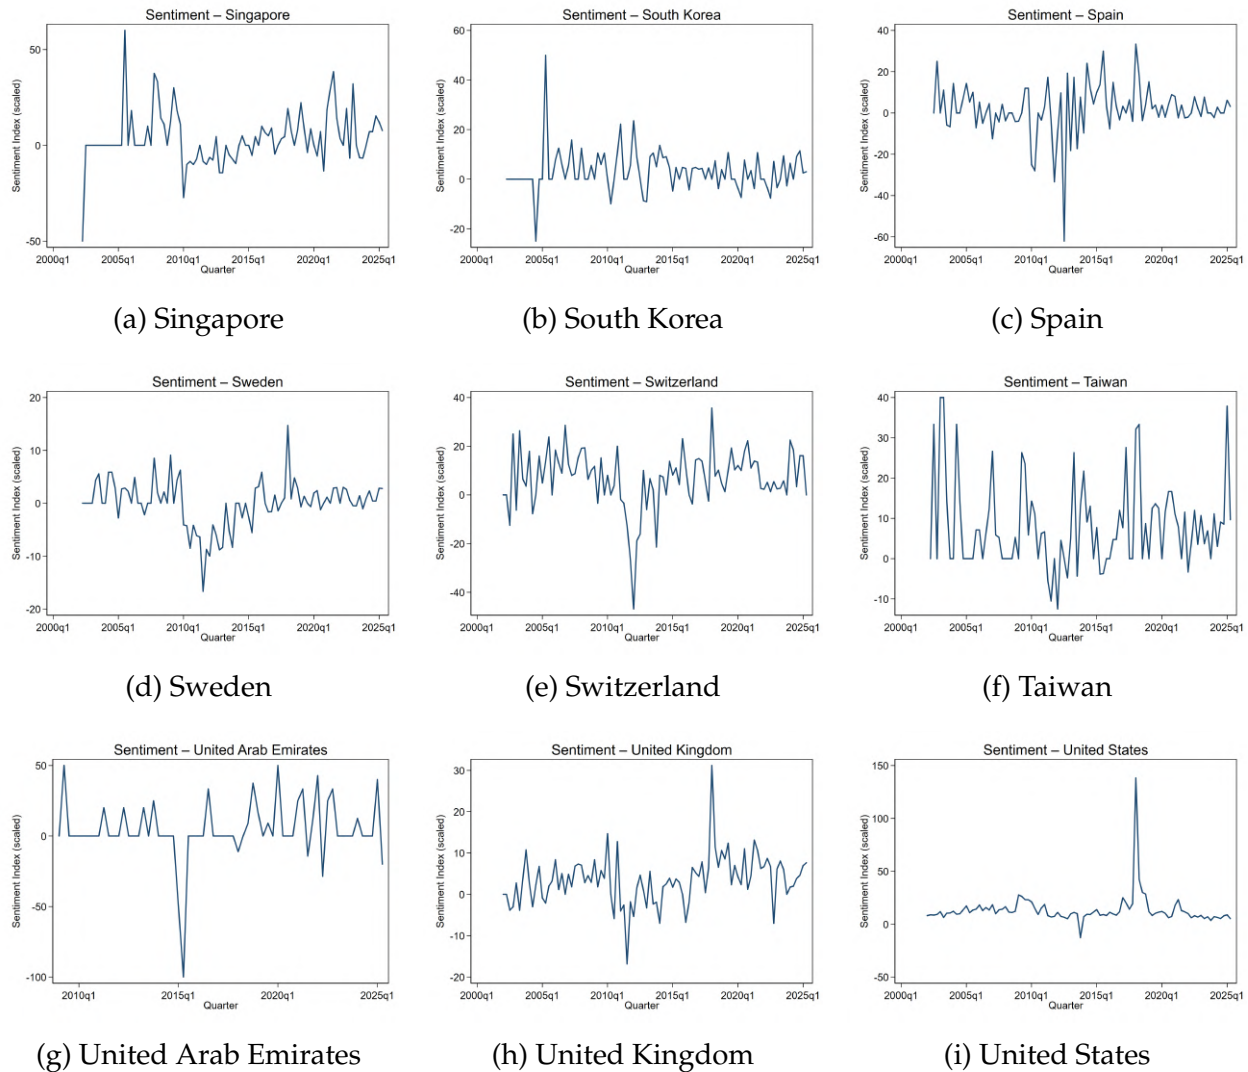 Sentiment – Singapore
Sentiment Index (scaled)
50
0
-50
2000q1 2005q1 2010q1 2015q1 2020q1 2025q1
Quarter
(a) Singapore
Sentiment – South Korea
Sentiment Index (scaled)
60
40
20
0
-20
2000q1 2005q1 2010q1 2015q1 2020q1 2025q1
Quarter
(b) South Korea
Sentiment – Spain
Sentiment Index (scaled)
40
20
0
-20
-40
-60
2000q1 2005q1 2010q1 2015q1 2020q1 2025q1
Quarter
(c) Spain
Sentiment – Sweden
Sentiment Index (scaled)
20
10
0
-10
-20
2000q1 2005q1 2010q1 2015q1 2020q1 2025q1
Quarter
(d) Sweden
Sentiment – Switzerland
Sentiment Index (scaled)
40
20
0
-20
-40
2000q1 2005q1 2010q1 2015q1 2020q1 2025q1
Quarter
(e) Switzerland
Sentiment – Taiwan
Sentiment Index (scaled)
40
30
20
10
0
-10
2000q1 2005q1 2010q1 2015q1 2020q1 2025q1
Quarter
(f) Taiwan
Sentiment – United Arab Emirates
Sentiment Index (scaled)
50
0
-50
-100
2010q1 2015q1 2020q1 2025q1
Quarter
(g) United Arab Emirates
Sentiment – United Kingdom
Sentiment Index (scaled)
30
20
10
0
-10
-20
2000q1 2005q1 2010q1 2015q1 2020q1 2025q1
Quarter
(h) United Kingdom
Sentiment – United States
Sentiment Index (scaled)
150
100
50
0
-50
2000q1 2005q1 2010q1 2015q1 2020q1 2025q1
Quarter
(i) United States